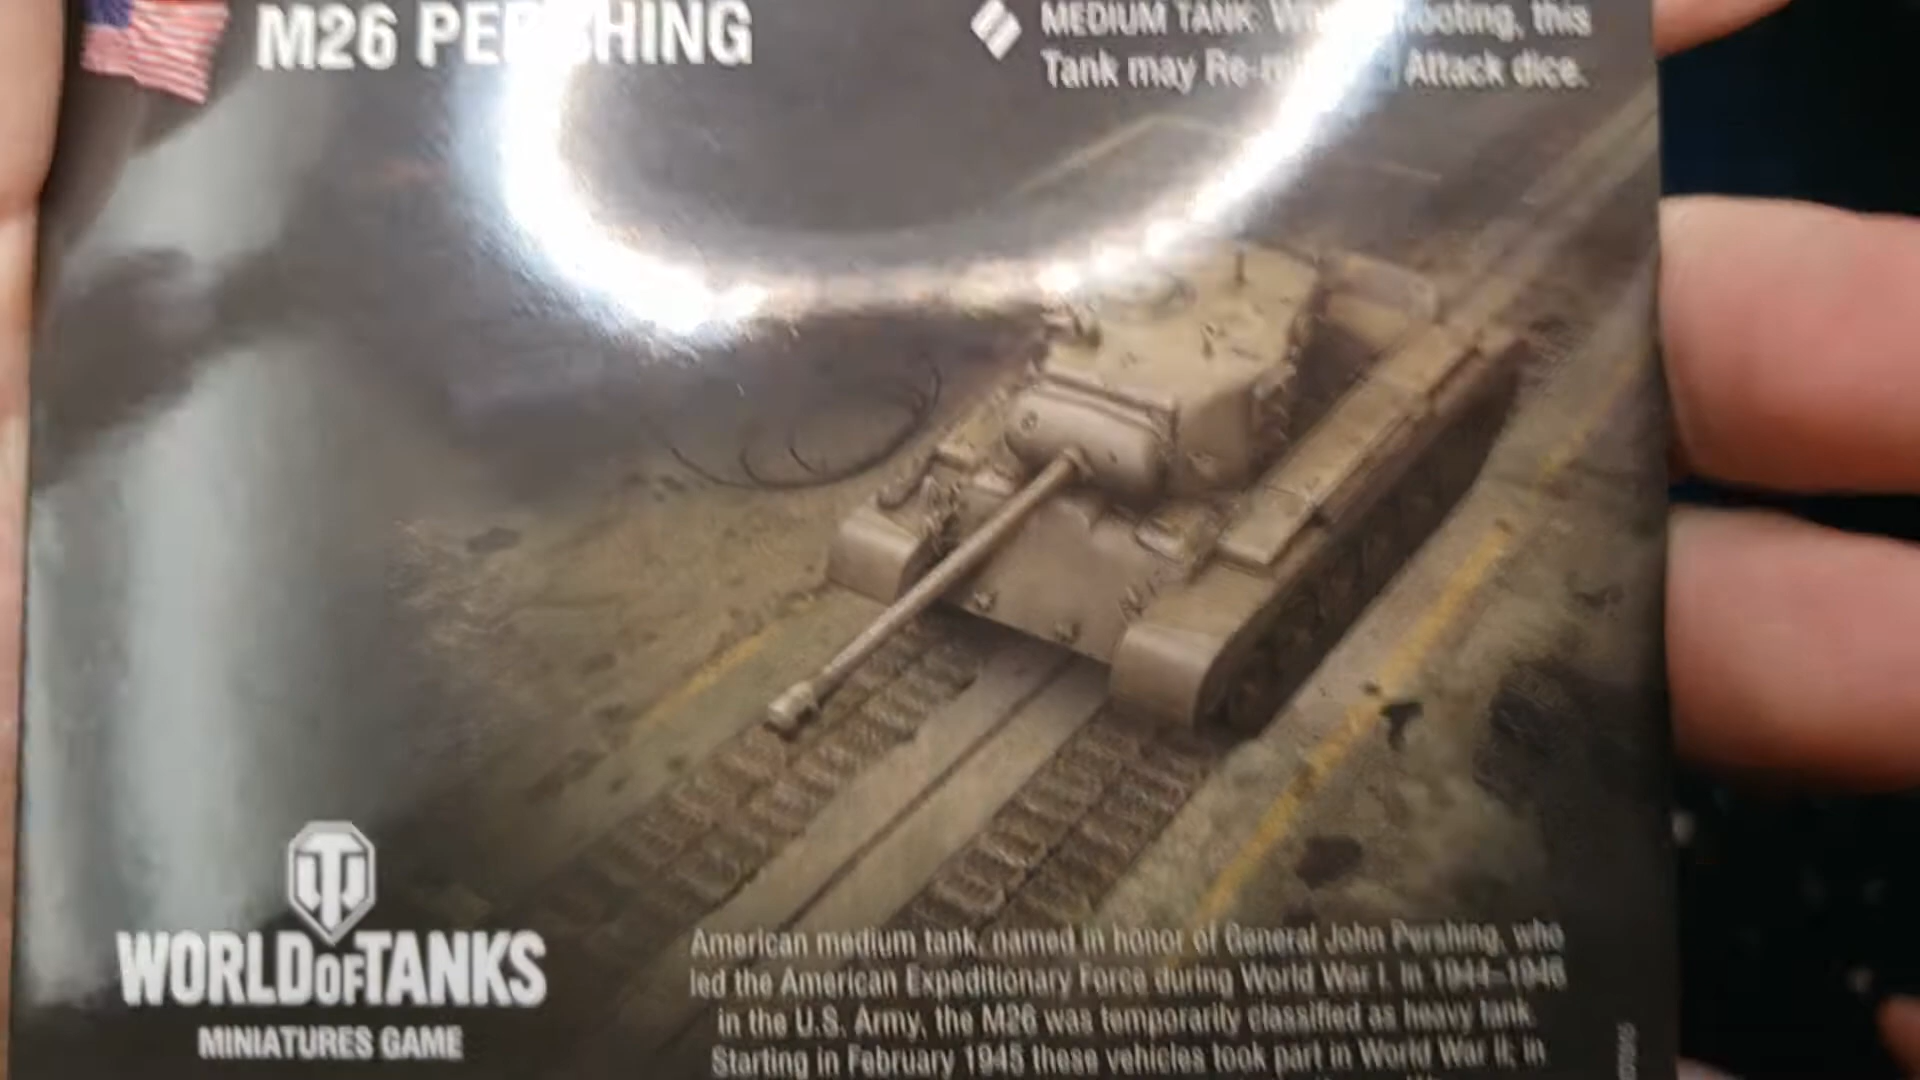 M26 PERSHING
MEDIUM TANK: shooting, this
Tank may Attack dice.
WORLD OF TANKS
MINIATURES GAME
American medium tank, named in honor of General John Pershing, who
led the American Expeditionary Force during World War I. In 1944–1946
in the U.S. Army, the M26 was temporarily classified as heavy tank.
Starting in February 1945 these vehicles took part in World War II; in